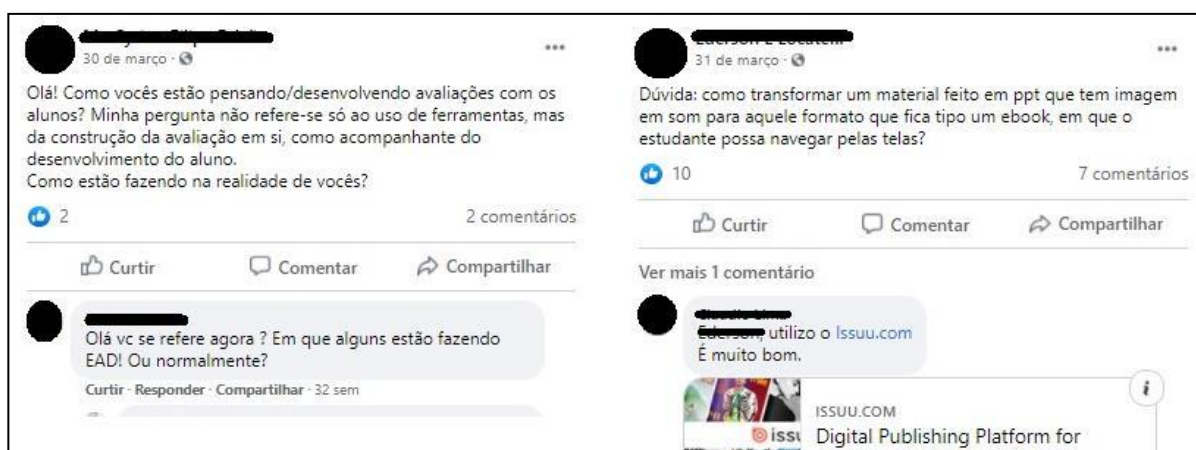 30 de março ·
Olá! Como vocês estão pensando/desenvolvendo avaliações com os
alunos? Minha pergunta não refere-se só ao uso de ferramentas, mas
da construção da avaliação em si, como acompanhante do
desenvolvimento do aluno.
Como estão fazendo na realidade de vocês?
2
2 comentários
Curtir
Comentar
Compartilhar
Olá vc se refere agora ? Em que alguns estão fazendo
EAD! Ou normalmente?
Curtir · Responder · Compartilhar · 32 sem
31 de março ·
Dúvida: como transformar um material feito em ppt que tem imagem
em som para aquele formato que fica tipo um ebook, em que o
estudante possa navegar pelas telas?
10
7 comentários
Curtir
Comentar
Compartilhar
Ver mais 1 comentário
utilizo o Issuu.com
É muito bom.
i
issu
ISSUU.COM
Digital Publishing Platform for